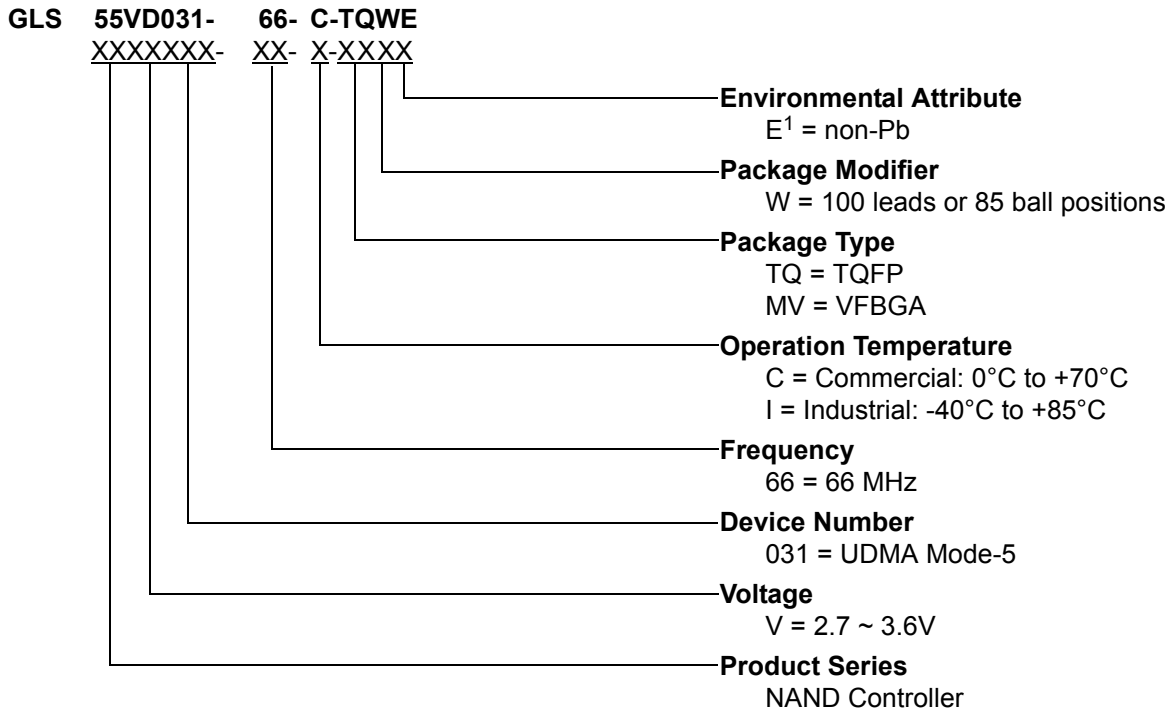 GLS 55VD031- 66- C-TQWE
XXXXXXX- XX- X-XXXX
Environmental Attribute
E1 = non-Pb
Package Modifier
W = 100 leads or 85 ball positions
Package Type
TQ = TQFP
MV = VFBGA
Operation Temperature
C = Commercial: 0°C to +70°C
I = Industrial: -40°C to +85°C
Frequency
66 = 66 MHz
Device Number
031 = UDMA Mode-5
Voltage
V = 2.7 ~ 3.6V
Product Series
NAND Controller